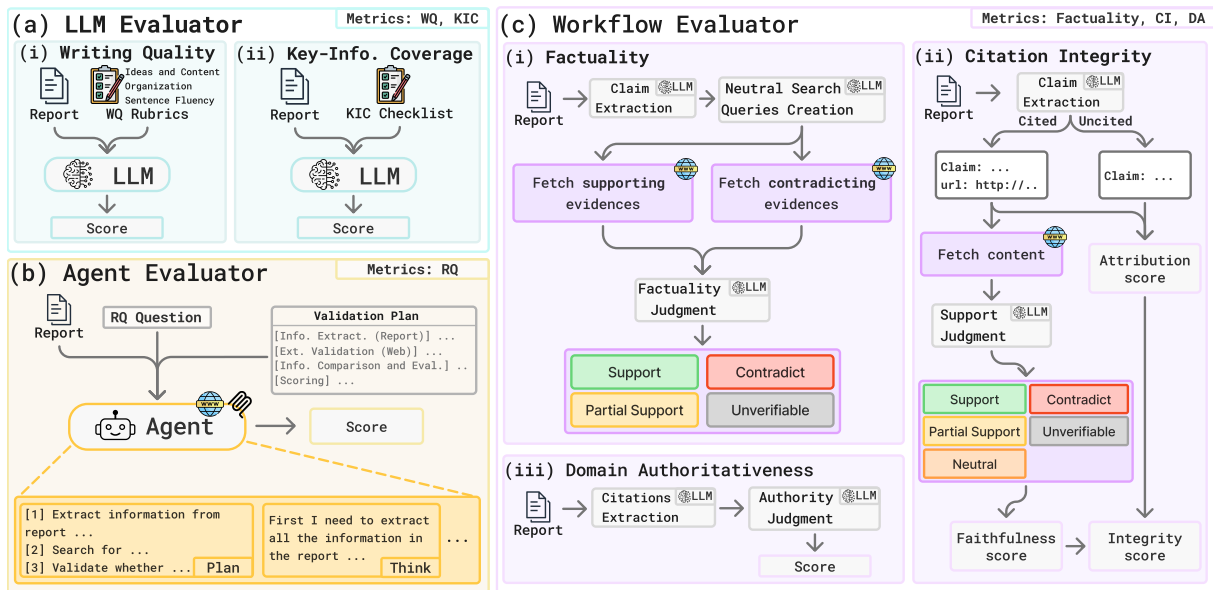 (a) LLM Evaluator
Metrics: WQ, KIC
(i) Writing Quality
Ideas and Content
Organization
Sentence Fluency
Report
WQ Rubrics
LLM
Score
(ii) Key-Info. Coverage
Report
KIC Checklist
LLM
Score
(b) Agent Evaluator
Metrics: RQ
Report
RQ Question
Validation Plan
[Info. Extract. (Report)] ...
[Ext. Validation (Web)] ...
[Info. Comparison and Eval.] ..
[Scoring] ...
WWW
Agent
Score
[1] Extract information from
report ...
[2] Search for ...
[3] Validate whether ...
Plan
First I need to extract
all the information in
the report ...
Think
...
(c) Workflow Evaluator
Metrics: Factuality, CI, DA
(i) Factuality
Report
Claim
Extraction
LLM
Neutral Search
Queries Creation
LLM
WWW
Fetch supporting
evidences
WWW
Fetch contradicting
evidences
Factuality
Judgment
LLM
Support
Contradict
Partial Support
Unverifiable
(ii) Citation Integrity
Report
Claim
Extraction
LLM
Cited
Uncited
Claim: ...
url: http://..
Claim: ...
WWW
Fetch content
Attribution
score
Support
Judgment
LLM
Support
Contradict
Partial Support
Unverifiable
Neutral
Faithfulness
score
Integrity
score
(iii) Domain Authoritativeness
Report
Citations
Extraction
LLM
Authority
Judgment
LLM
Score